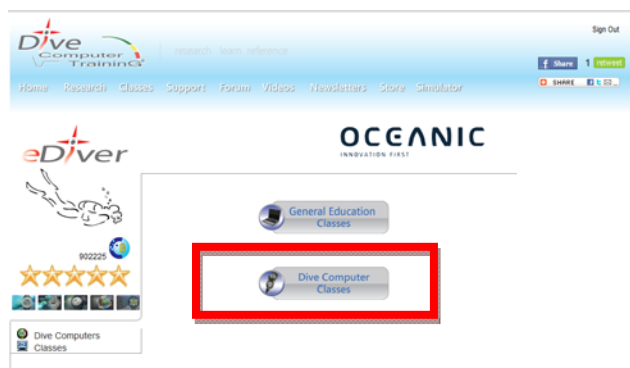 Sign Out
Dive
Computer
Training
research learn reference
f Share 1 retweet
SHARE
Home Research Classes Support Forum Videos Newsletters Store Simulator
eDiver
OCEANIC
INNOVATION FIRST
General Education
Classes
902225
Dive Computer
Classes
Dive Computers
Classes